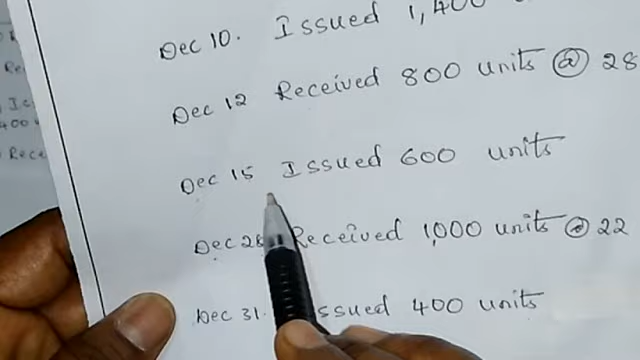 Dec 10. Issued 1,400
Dec 12 Received 800 units @ 28
Dec 15 Issued 600 units
Dec Received 1,000 units @ 22
Dec 31. Issued 400 units